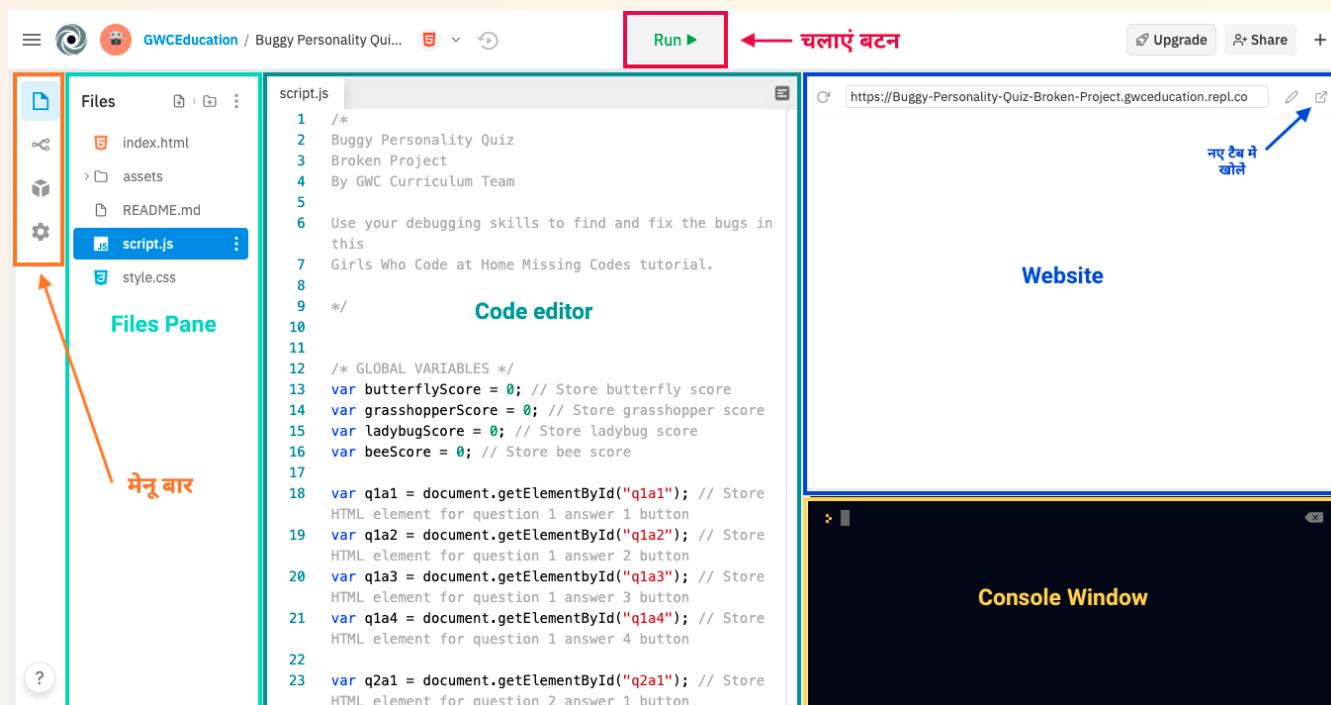 GWCEducation / Buggy Personality Qui...
Run
चलाएं बटन
Upgrade
Share
Files
index.html
assets
README.md
script.js
style.css
Files Pane
मेनू बार
?
script.js
1 /*
2 Buggy Personality Quiz
3 Broken Project
4 By GWC Curriculum Team
5
6 Use your debugging skills to find and fix the bugs in
this
7 Girls Who Code at Home Missing Codes tutorial.
8
9 */
Code editor
10
11
12 /* GLOBAL VARIABLES */
13 var butterflyScore = 0; // Store butterfly score
14 var grasshopperScore = 0; // Store grasshopper score
15 var ladybugScore = 0; // Store ladybug score
16 var beeScore = 0; // Store bee score
17
18 var q1a1 = document.getElementById("q1a1"); // Store
HTML element for question 1 answer 1 button
19 var q1a2 = document.getElementById("q1a2"); // Store
HTML element for question 1 answer 2 button
20 var q1a3 = document.getElementbyId("q1a3"); // Store
HTML element for question 1 answer 3 button
21 var q1a4 = document.getElementById("q1a4"); // Store
HTML element for question 1 answer 4 button
22
23 var q2a1 = document.getElementById("q2a1"); // Store
HTML element for question 2 answer 1 button
https://Buggy-Personality-Quiz-Broken-Project.gwceducation.repl.co
नए टैब में
खोलें
Website
>
Console Window